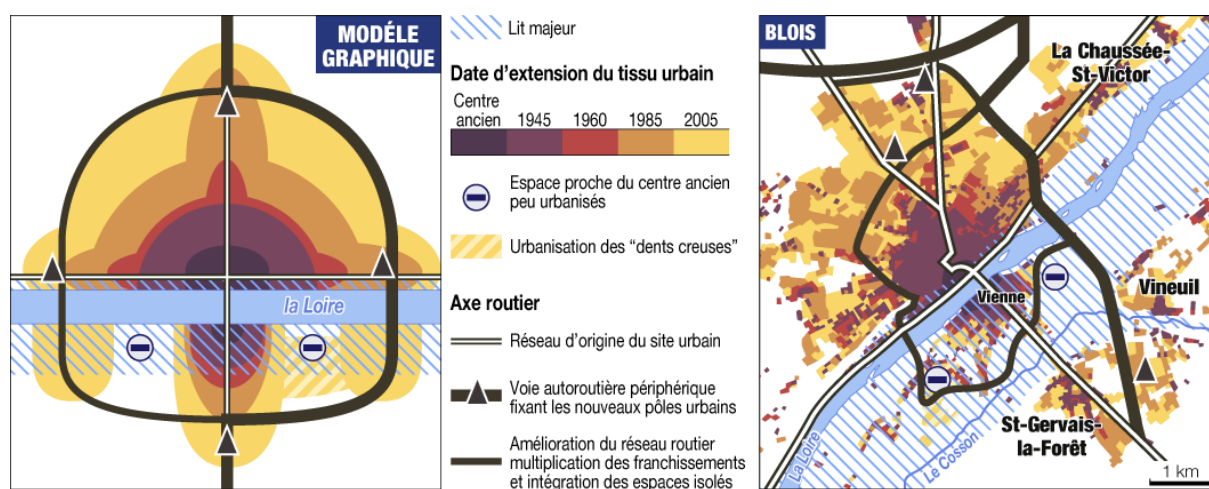 MODÉLE
GRAPHIQUE
la Loire
Lit majeur
Date d'extension du tissu urbain
Centre
ancien 1945 1960 1985 2005
Espace proche du centre ancien
peu urbanisés
Urbanisation des "dents creuses"
Axe routier
Réseau d'origine du site urbain
Voie autoroutière périphérique
fixant les nouveaux pôles urbains
Amélioration du réseau routier
multiplication des franchissements
et intégration des espaces isolés
BLOIS
La Chaussée-
St-Victor
Vienne
Vineuil
St-Gervais-
la-Forêt
La Loire
Le Cosson
1 km